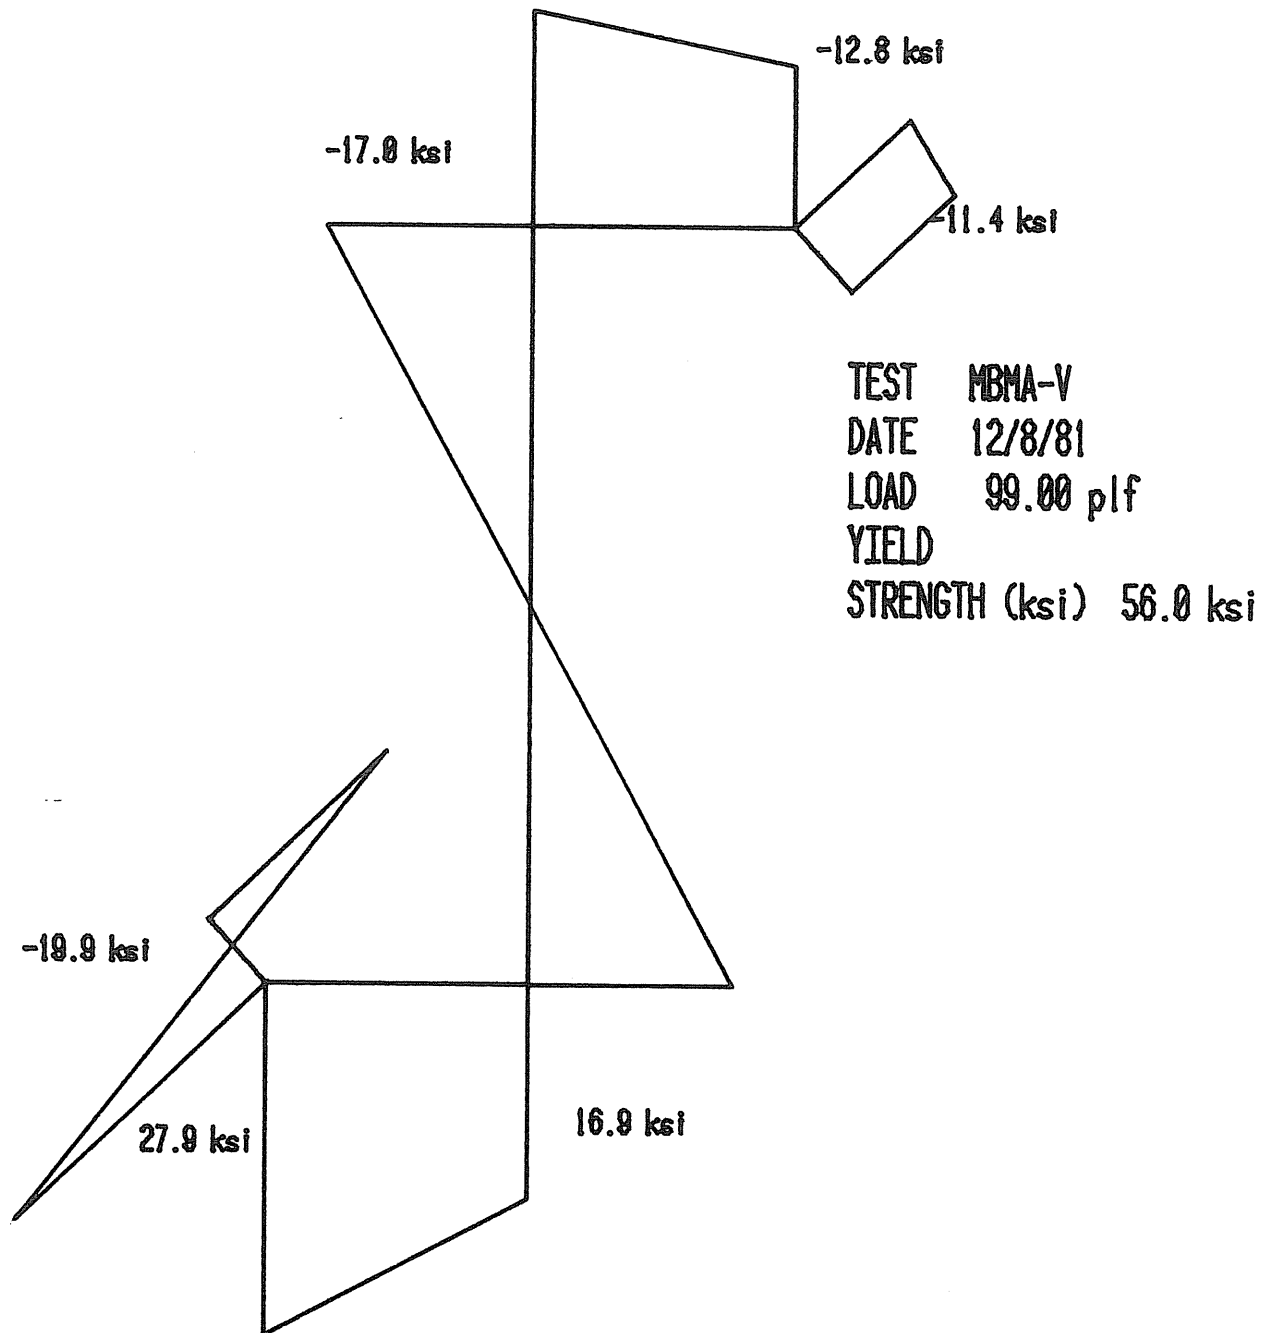 -12.8 ksi
-17.0 ksi
-11.4 ksi
TEST MBMA-V
DATE 12/8/81
LOAD 99.00 plf
YIELD
STRENGTH (ksi) 56.0 ksi
-19.9 ksi
27.9 ksi
16.9 ksi